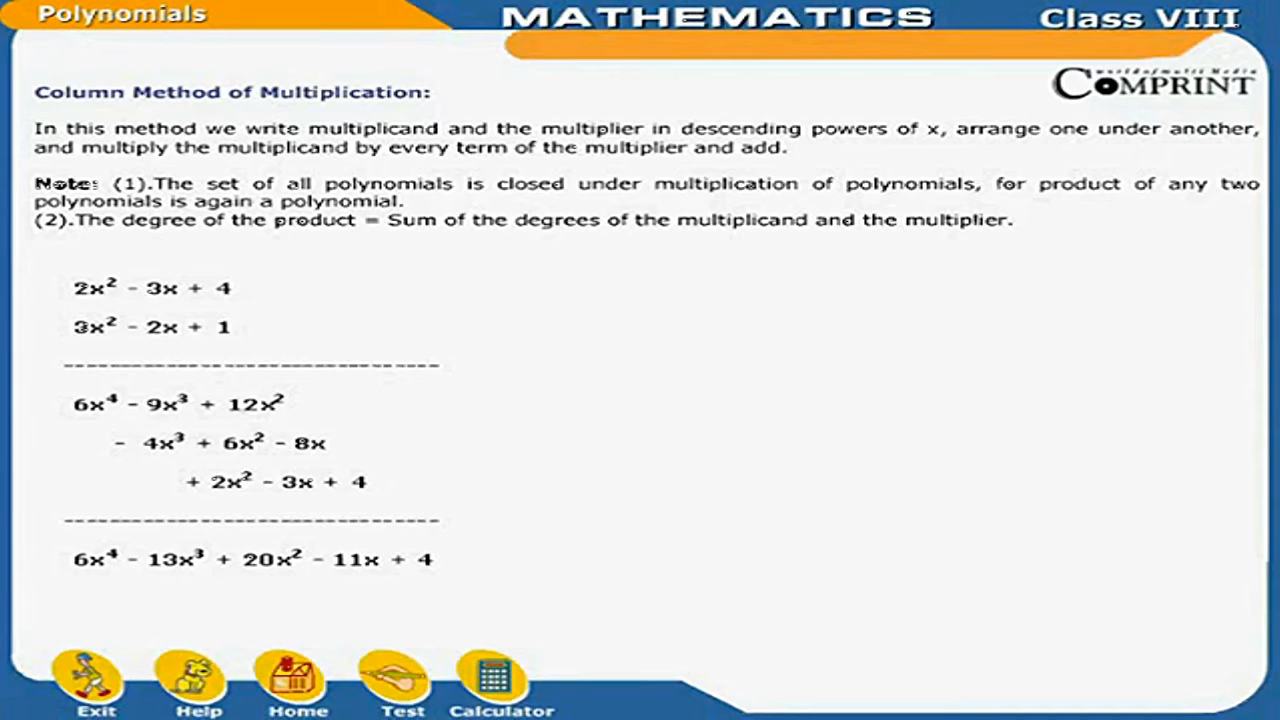 Polynomials
MATHEMATICS
Class VIII
world of multi Media
COMPRINT
Column Method of Multiplication:
In this method we write multiplicand and the multiplier in descending powers of x, arrange one under another,
and multiply the multiplicand by every term of the multiplier and add.
Note: (1).The set of all polynomials is closed under multiplication of polynomials, for product of any two
polynomials is again a polynomial.
(2).The degree of the product = Sum of the degrees of the multiplicand and the multiplier.
2x² - 3x + 4
3x² - 2x + 1
---------------------------------
6x⁴ - 9x³ + 12x²
- 4x³ + 6x² - 8x
+ 2x² - 3x + 4
---------------------------------
6x⁴ - 13x³ + 20x² - 11x + 4
Exit Help Home Test Calculator